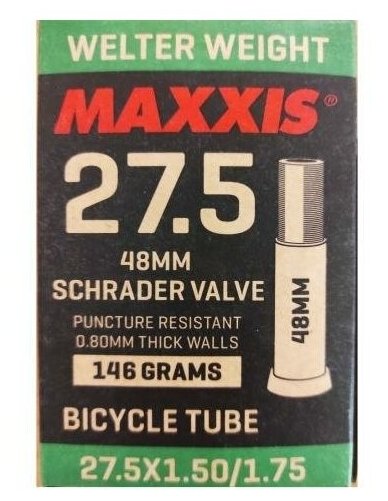 WELTER WEIGHT
MAXXIS®
27.5
48MM
SCHRADER VALVE
PUNCTURE RESISTANT
0.80MM THICK WALLS
146 GRAMS
48MM
BICYCLE TUBE
27.5X1.50/1.75